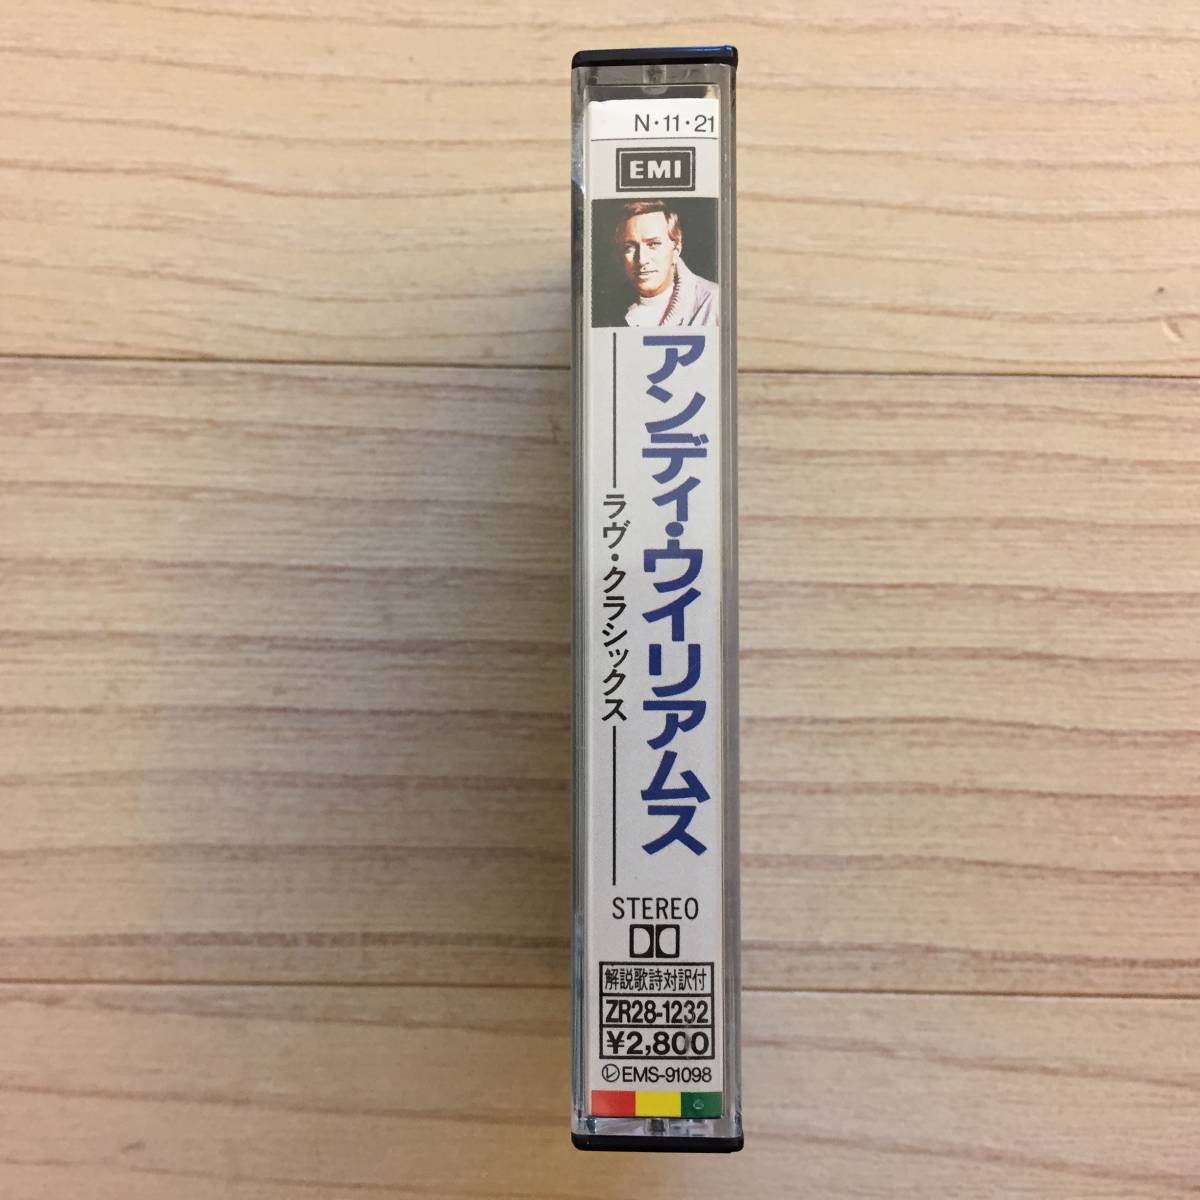 N・11・21
EMI
アンディ・ウイリアムス
ラヴ・クラシックス
STEREO
解説歌詩対訳付
ZR28-1232
¥2,800
Ⓛ EMS-91098